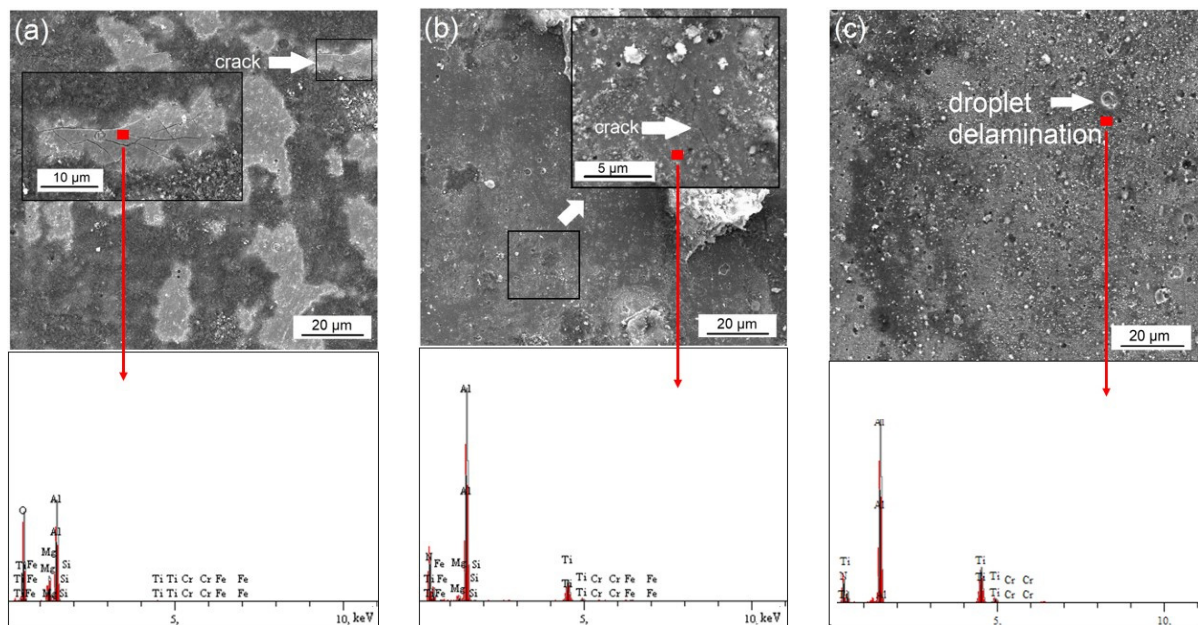 (a)
crack
10 µm
20 µm
(b)
crack
5 µm
20 µm
(c)
droplet
delamination
20 µm
O
Al
Al
Mg
Mg
Mg
Ti Fe
Ti Fe
Si
Si
Si
Ti Ti Cr Cr Fe Fe
Ti Ti Cr Cr Fe Fe
5,
10, keV
Al
Al
N
Fe
Ti Fe
Ti Fe
Mg
Mg
Si
Si
Si
Ti
Ti
Ti Cr Cr Fe Fe
Ti Cr Cr Fe Fe
5,
10, keV
Al
Al
Al
Ti
N
Ti
Ti
Ti
Ti Cr Cr
Ti Cr Cr
5,
10,